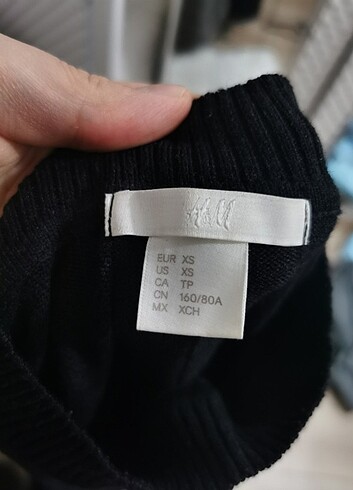 H&M
EUR XS
US XS
CA TP
CN 160/80A
MX XCH